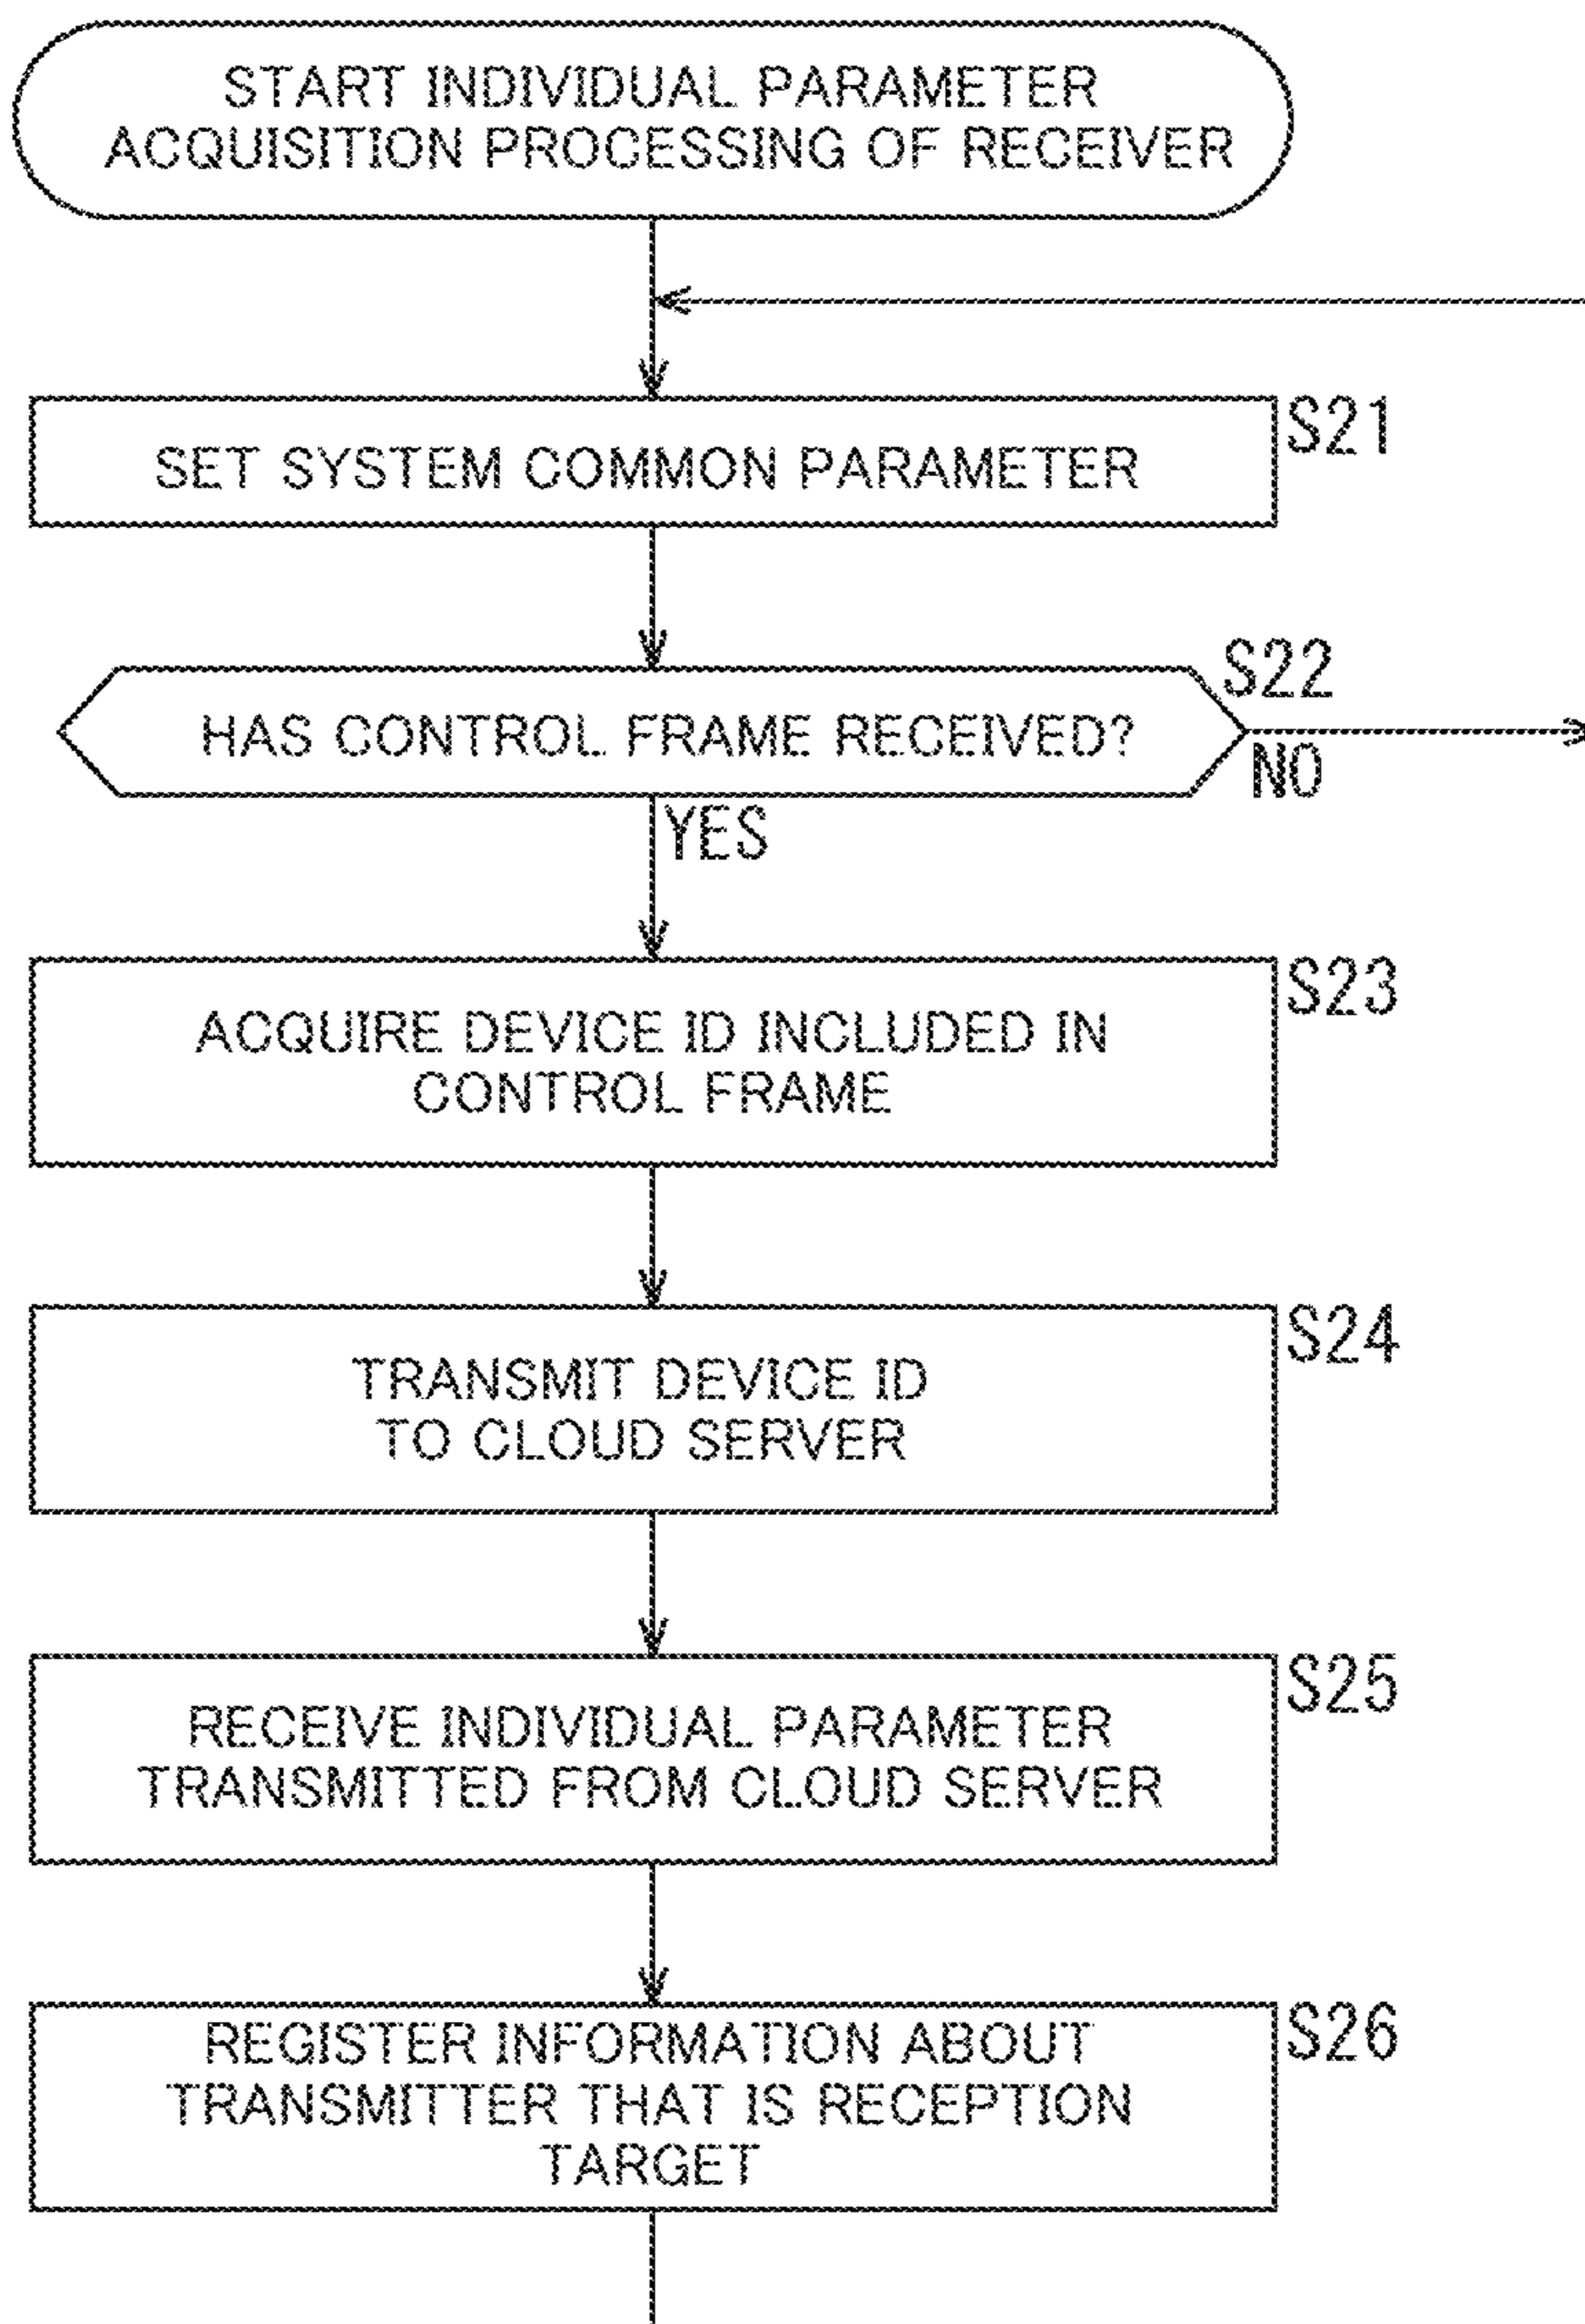 START INDIVIDUAL PARAMETER
ACQUISITION PROCESSING OF RECEIVER
S21
SET SYSTEM COMMON PARAMETER
S22
HAS CONTROL FRAME RECEIVED?
NO
YES
S23
ACQUIRE DEVICE ID INCLUDED IN
CONTROL FRAME
S24
TRANSMIT DEVICE ID
TO CLOUD SERVER
S25
RECEIVE INDIVIDUAL PARAMETER
TRANSMITTED FROM CLOUD SERVER
S26
REGISTER INFORMATION ABOUT
TRANSMITTER THAT IS RECEPTION
TARGET